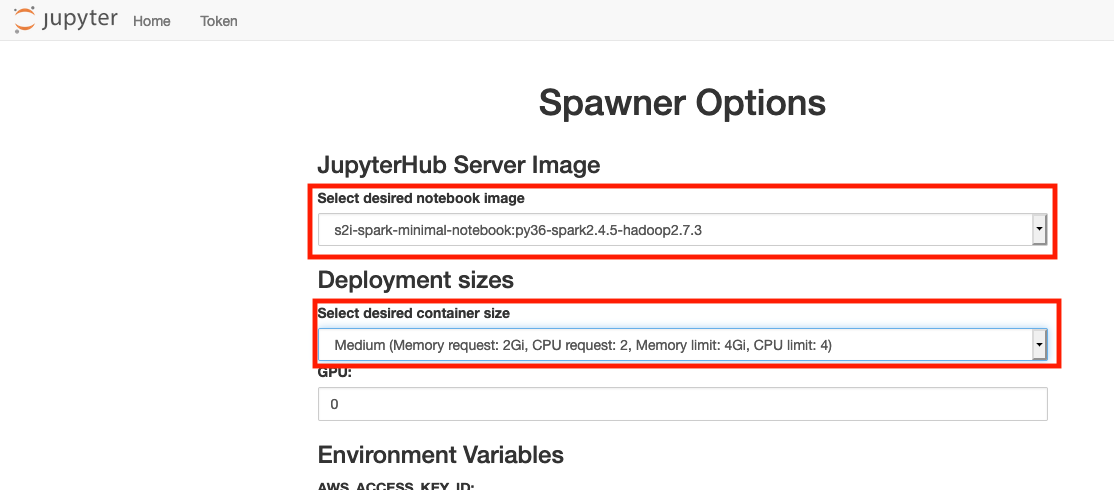 jupyter Home Token
Spawner Options
JupyterHub Server Image
Select desired notebook image
s2i-spark-minimal-notebook:py36-spark2.4.5-hadoop2.7.3
Deployment sizes
Select desired container size
Medium (Memory request: 2Gi, CPU request: 2, Memory limit: 4Gi, CPU limit: 4)
GPU:
0
Environment Variables
AWS_ACCESS_KEY_ID: